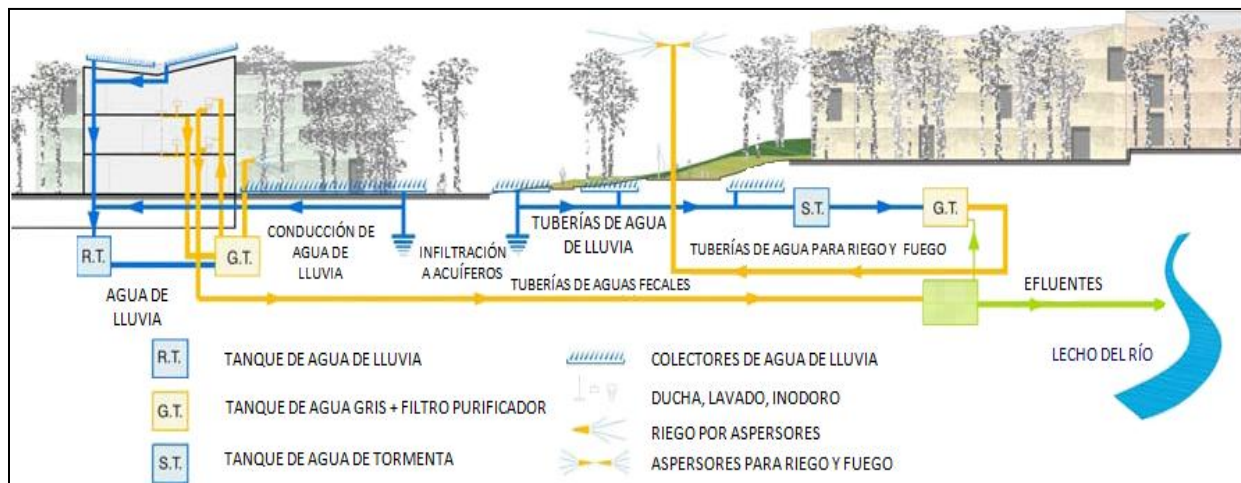 TUBERÍAS DE AGUA
DE LLUVIA
S.T.
G.T.
CONDUCCIÓN DE
AGUA DE
LLUVIA
INFILTRACIÓN
A ACUÍFEROS
TUBERÍAS DE AGUA PARA RIEGO Y FUEGO
R.T.
G.T.
TUBERÍAS DE AGUAS FECALES
EFLUENTES
AGUA DE
LLUVIA
R.T.
TANQUE DE AGUA DE LLUVIA
COLECTORES DE AGUA DE LLUVIA
LECHO DEL RÍO
DUCHA, LAVADO, INODORO
G.T.
TANQUE DE AGUA GRIS + FILTRO PURIFICADOR
RIEGO POR ASPERSORES
S.T.
TANQUE DE AGUA DE TORMENTA
ASPERSORES PARA RIEGO Y FUEGO